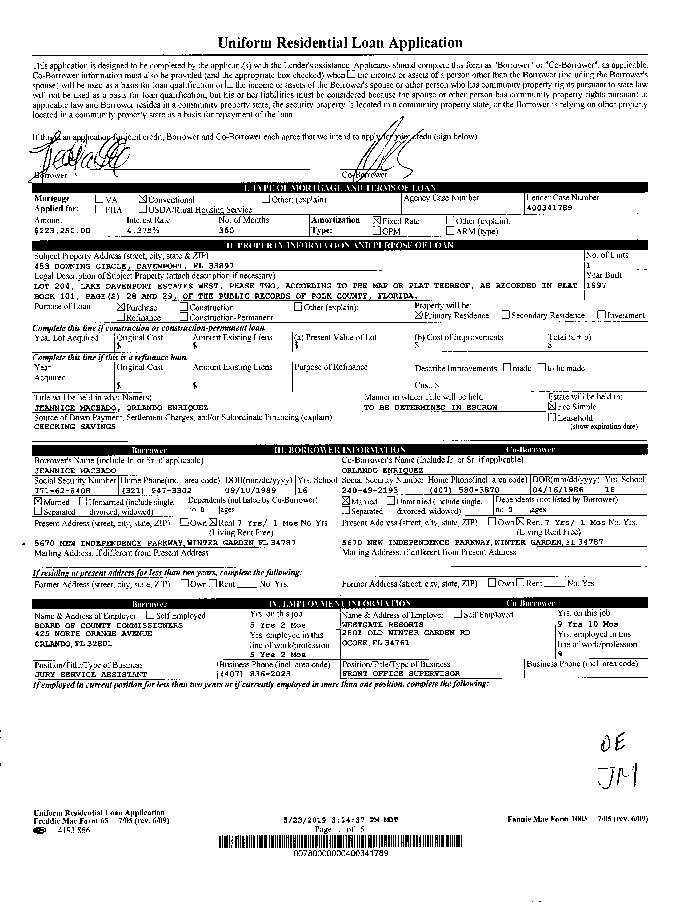 Uniform Residential Loan Application
This application is designed to be completed by the applicant(s) with the Lender's assistance. Applicants should complete this form as "Borrower" or "Co-Borrower", as applicable.
Co-Borrower information must also be provided (and the appropriate box checked) when ☐ the income or assets of a person other than the Borrower (including the Borrower's
spouse) will be used as a basis for loan qualification or ☐ the income or assets of the Borrower's spouse or other person who has community property rights pursuant to state law
will not be used as a basis for loan qualification, but his or her liabilities must be considered because the spouse or other person has community property rights pursuant to
applicable law and Borrower resides in a community property state, the security property is located in a community property state, or the Borrower is relying on other property
located in a community property state as a basis for repayment of the loan.
If this is an application for joint credit, Borrower and Co-Borrower each agree that we intend to apply for joint credit (sign below)
Borrower Co-Borrower
I. TYPE OF MORTGAGE AND TERMS OF LOAN
Mortgage ☐ VA ☒ Conventional ☐ Other: (explain) Agency Case Number Lender Case Number
Applied for: ☐ FHA ☐ USDA/Rural Housing Service 400341789
Amount Interest Rate No. of Months Amortization ☒ Fixed Rate ☐ Other (explain):
$223,250.00 4.375% 360 Type: ☐ GPM ☐ ARM (type)
II. PROPERTY INFORMATION AND PURPOSE OF LOAN
Subject Property Address (street, city, state & ZIP) No. of Units
453 DOWNING CIRCLE, DAVENPORT, FL 33897 1
Legal Description of Subject Property (attach description if necessary) Year Built
LOT 204, LAKE DAVENPORT ESTATES WEST, PHASE TWO, ACCORDING TO THE MAP OR PLAT THEREOF, AS RECORDED IN PLAT 1997
BOOK 101, PAGE(S) 28 AND 29, OF THE PUBLIC RECORDS OF POLK COUNTY, FLORIDA.
Purpose of Loan ☒ Purchase ☐ Construction ☐ Other (explain): Property will be:
☐ Refinance ☐ Construction-Permanent ☒ Primary Residence ☐ Secondary Residence ☐ Investment
Complete this line if construction or construction-permanent loan.
Year Lot Acquired Original Cost Amount Existing Liens (a) Present Value of Lot (b) Cost of Improvements Total (a + b)
$ $ $ $ $
Complete this line if this is a refinance loan.
Year Original Cost Amount Existing Liens Purpose of Refinance Describe Improvements ☐ made ☐ to be made
Acquired
$ $ Cost: $
Title will be held in what Name(s) Manner in which Title will be held Estate will be held in:
JEANNICE MACHADO, ORLANDO ENRIQUEZ TO BE DETERMINED IN ESCROW ☒ Fee Simple
Source of Down Payment, Settlement Charges, and/or Subordinate Financing (explain) ☐ Leasehold
CHECKING SAVINGS (show expiration date)
Borrower III. BORROWER INFORMATION Co-Borrower
Borrower's Name (include Jr. or Sr. if applicable) Co-Borrower's Name (include Jr. or Sr. if applicable)
JEANNICE MACHADO ORLANDO ENRIQUEZ
Social Security Number Home Phone (incl. area code) DOB (mm/dd/yyyy) Yrs. School Social Security Number Home Phone (incl. area code) DOB (mm/dd/yyyy) Yrs School
771-62-6408 (321) 947-3302 09/10/1989 16 240-49-2193 (407) 580-3870 04/16/1986 16
☒ Married ☐ Unmarried (include single, Dependents (not listed by Co-Borrower) ☒ Married ☐ Unmarried (include single, Dependents (not listed by Borrower)
☐ Separated divorced, widowed) no. 0 ages ☐ Separated divorced, widowed) no. 0 ages
Present Address (street, city, state, ZIP) ☐ Own ☒ Rent 7 Yrs/ 1 Mos No. Yrs Present Address (street, city, state, ZIP) ☐ Own ☒ Rent 7 Yrs/ 1 Mos No. Yrs.
(Living Rent Free) (Living Rent Free)
5670 NEW INDEPENDENCE PARKWAY, WINTER GARDEN, FL 34787 5670 NEW INDEPENDENCE PARKWAY, WINTER GARDEN, FL 34787
Mailing Address, if different from Present Address Mailing Address, if different from Present Address
If residing at present address for less than two years, complete the following:
Former Address (street, city, state, ZIP) ☐ Own ☐ Rent No. Yrs. Former Address (street, city, state, ZIP) ☐ Own ☐ Rent No. Yrs
Borrower IV. EMPLOYMENT INFORMATION Co-Borrower
Name & Address of Employer ☐ Self Employed Yrs. on this job Name & Address of Employer ☐ Self Employed Yrs. on this job
BOARD OF COUNTY COMMISSIONERS 5 Yrs 2 Mos WESTGATE RESORTS 9 Yrs 10 Mos
425 NORTH ORANGE AVENUE Yrs. employed in this 2802 OLD WINTER GARDEN RD Yrs. employed in this
ORLANDO, FL 32801 line of work/profession OCOEE, FL 34761 line of work/profession
5 Yrs 2 Mos 9
Position/Title/Type of Business Business Phone (incl. area code) Position/Title/Type of Business Business Phone (incl. area code)
JURY SERVICE ASSISTANT (407) 836-2023 FRONT OFFICE SUPERVISOR
If employed in current position for less than two years or if currently employed in more than one position, complete the following:
OE
JM
Uniform Residential Loan Application
Freddie Mac Form 65 7/05 (rev. 6/09) 5/23/2019 3:24:37 PM MDT Fannie Mae Form 1003 7/05 (rev. 6/09)
Page 1 of 5
00780000000400341789